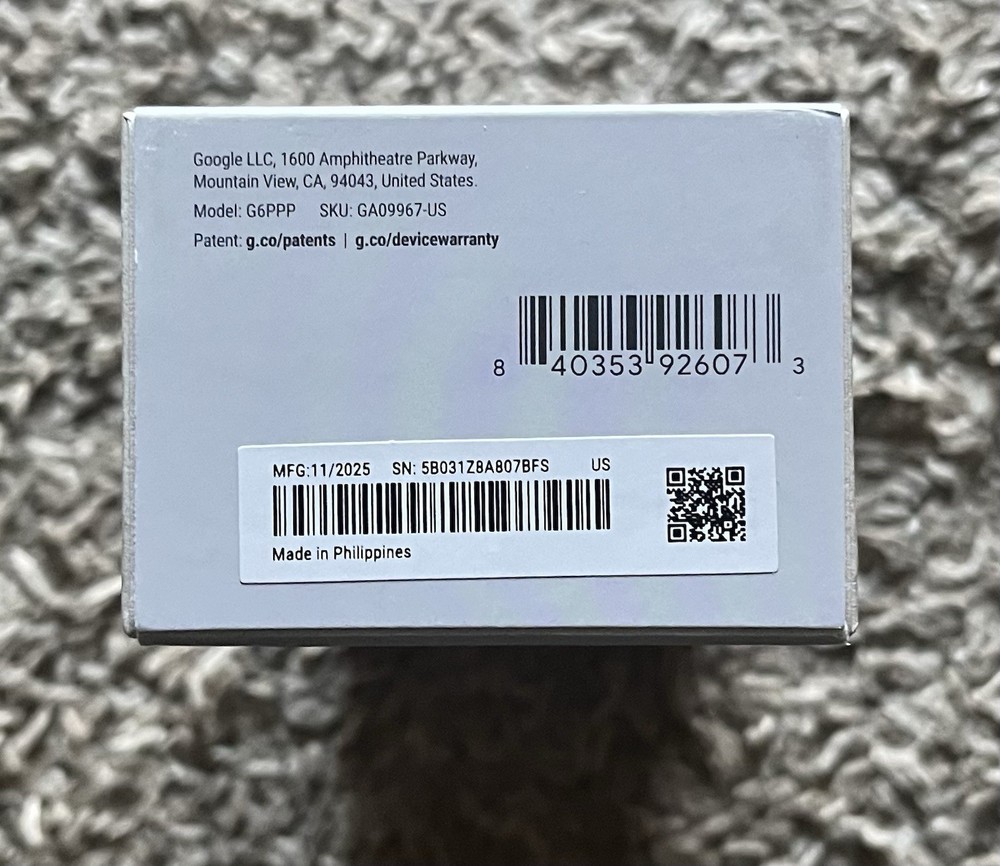 Google LLC, 1600 Amphitheatre Parkway,
Mountain View, CA, 94043, United States.
Model: G6PPP SKU: GA09967-US
Patent: g.co/patents | g.co/devicewarranty
8 40353 92607 3
MFG:11/2025 SN: 5B031Z8A807BFS US
Made in Philippines